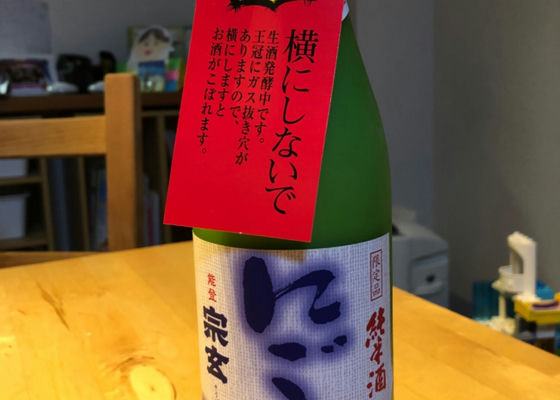 横にしないで
生酒発酵中です。
王冠にガス抜き穴が
ありますので、
横にしますと
お酒がこぼれます。
限定品
純米酒
にご
能登
宗玄